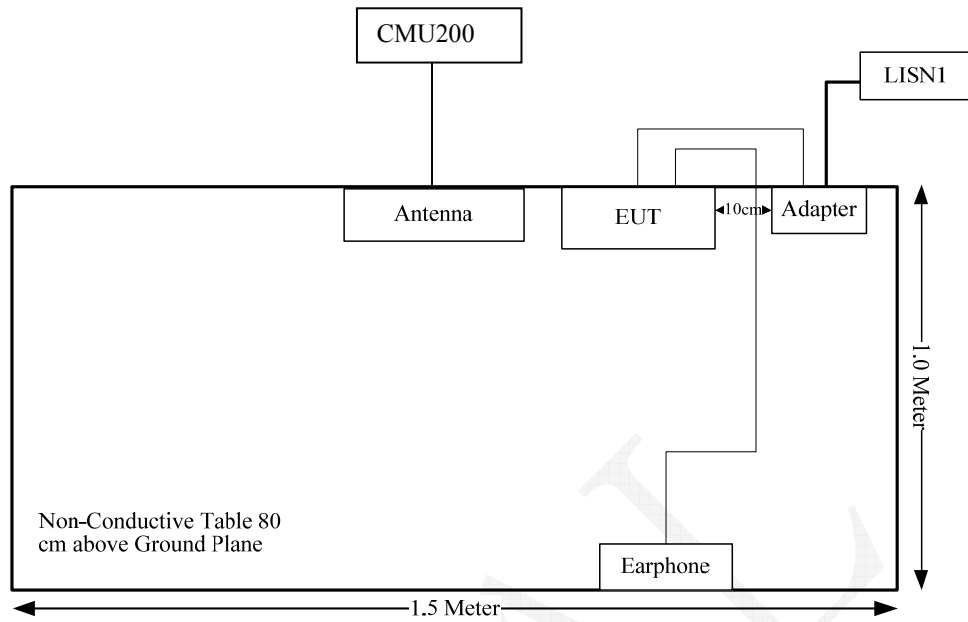 CMU200
LISN1
Antenna
EUT
10cm
Adapter
1.0 Meter
Non-Conductive Table 80
cm above Ground Plane
Earphone
1.5 Meter